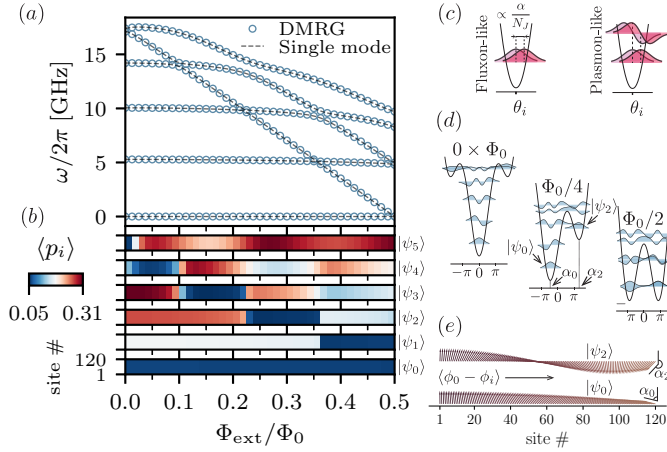 (a)
DMRG
Single mode
ω/2π [GHz]
15
10
5
0
(b)
⟨p_i⟩
0.05 0.31
site #
120
1
|ψ5⟩
|ψ4⟩
|ψ3⟩
|ψ2⟩
|ψ1⟩
|ψ0⟩
0.0 0.1 0.2 0.3 0.4 0.5
Φext/Φ0
(c)
Fluxon-like
∝ α/N_J
θ_i
Plasmon-like
θ_i
(d)
0 × Φ0
−π 0 π
Φ0/4
|ψ2⟩
|ψ0⟩
α0
α2
−π 0 π
Φ0/2
− 0 π
(e)
|ψ2⟩
α2
⟨ϕ0 − ϕi⟩
|ψ0⟩
α0
1 20 40 60 80 100 120
site #